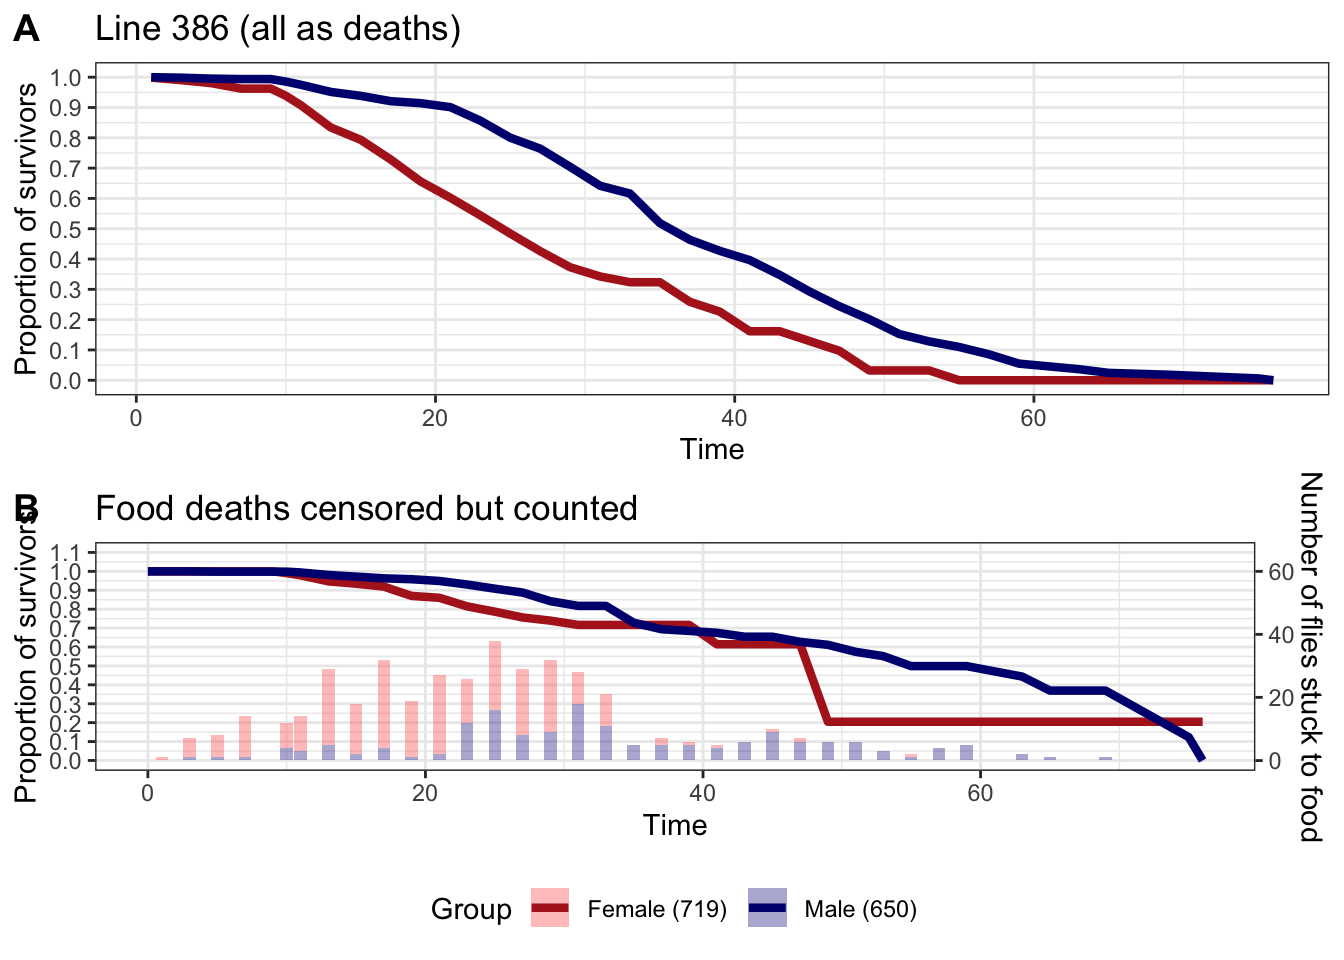 A
Line 386 (all as deaths)
Proportion of survivors
1.0
0.9
0.8
0.7
0.6
0.5
0.4
0.3
0.2
0.1
0.0
0 20 40 60
Time
B
Food deaths censored but counted
Proportion of survivors
1.1
1.0
0.9
0.8
0.7
0.6
0.5
0.4
0.3
0.2
0.1
0.0
60
40
20
0
Number of flies stuck to food
0 20 40 60
Time
Group Female (719) Male (650)